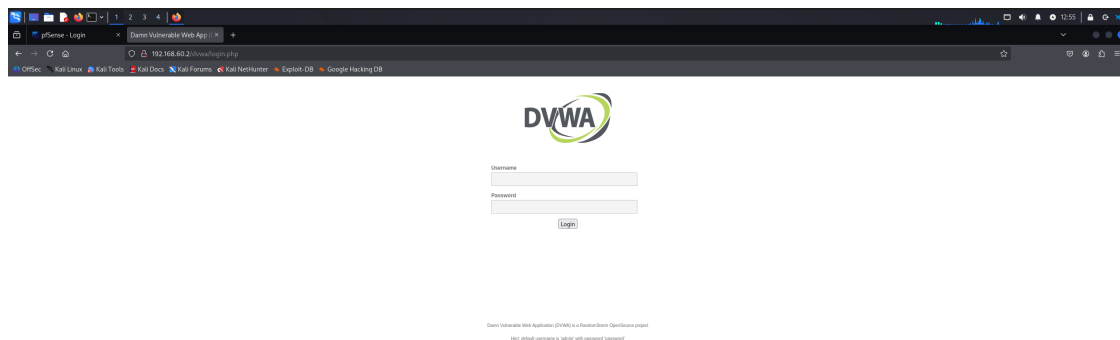 1 2 3 4
12:55
pfSense - Login
Damn Vulnerable Web App (
192.168.60.2/dvwa/login.php
OffSec Kali Linux Kali Tools Kali Docs Kali Forums Kali NetHunter Exploit-DB Google Hacking DB
DVWA
Username
Password
Login
Damn Vulnerable Web Application (DVWA) is a RandomStorm OpenSource project
Hint: default username is 'admin' with password 'password'